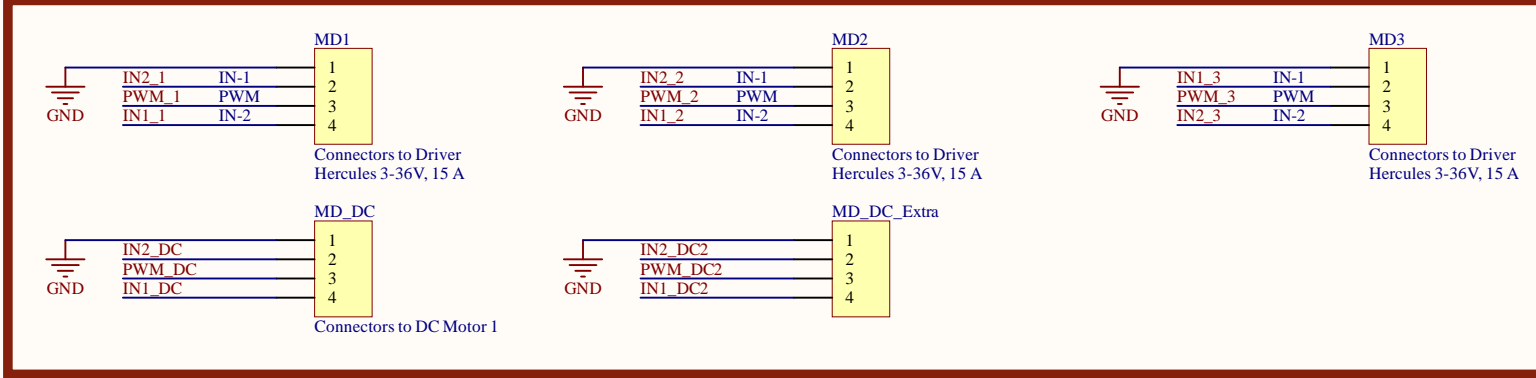 MD1
1
IN2_1 IN-1 2
PWM_1 PWM 3
IN1_1 IN-2 4
GND
Connectors to Driver
Hercules 3-36V, 15 A
MD2
1
IN2_2 IN-1 2
PWM_2 PWM 3
IN1_2 IN-2 4
GND
Connectors to Driver
Hercules 3-36V, 15 A
MD3
1
IN1_3 IN-1 2
PWM_3 PWM 3
IN2_3 IN-2 4
GND
Connectors to Driver
Hercules 3-36V, 15 A
MD_DC
1
IN2_DC 2
PWM_DC 3
IN1_DC 4
GND
Connectors to DC Motor 1
MD_DC_Extra
1
IN2_DC2 2
PWM_DC2 3
IN1_DC2 4
GND